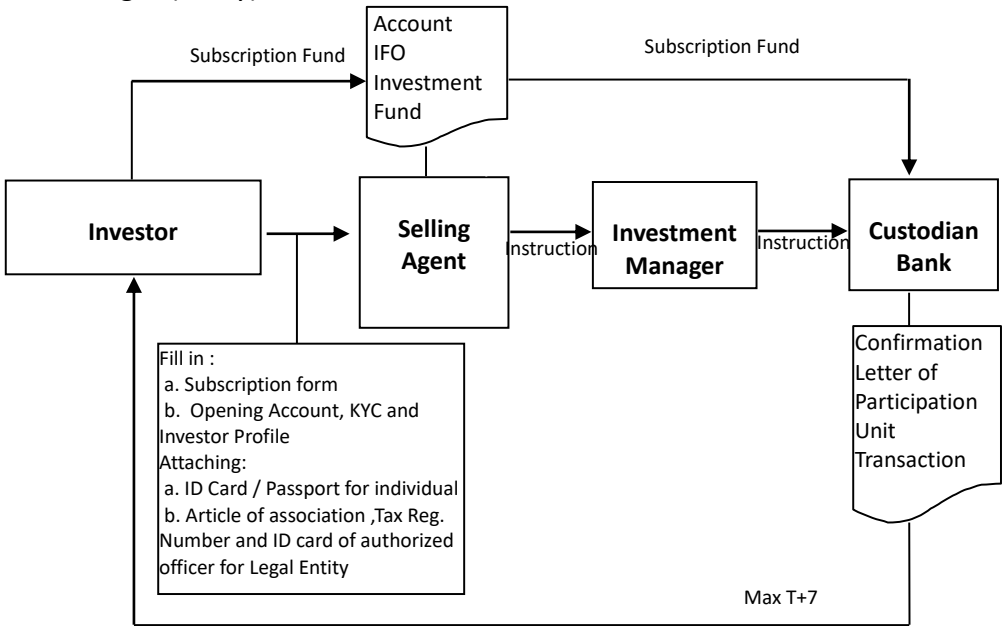 Account
IFO
Investment
Fund
Subscription Fund
Subscription Fund
Investor
Selling
Agent
Instruction
Investment
Manager
Instruction
Custodian
Bank
Fill in :
a. Subscription form
b. Opening Account, KYC and
Investor Profile
Attaching:
a. ID Card / Passport for individual
b. Article of association ,Tax Reg.
Number and ID card of authorized
officer for Legal Entity
Confirmation
Letter of
Participation
Unit
Transaction
Max T+7